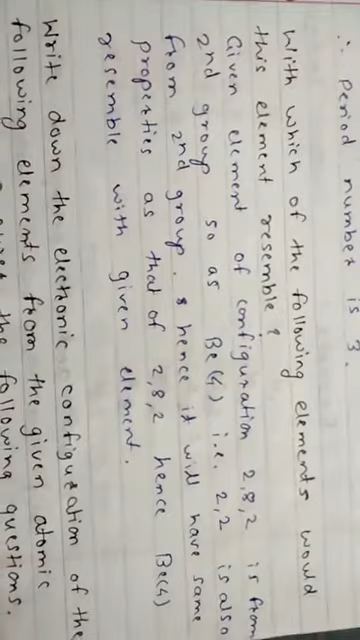 ∴ Period number is 3.
With which of the following elements would
this element resemble?
Given element of configuration 2,8,2 is from
2nd group so as Be(4) i.e. 2,2 is also
from 2nd group. & hence it will have same
properties as that of 2,8,2 hence Be(4)
resemble with given element.
Write down the electronic configuration of the
following elements from the given atomic
the following questions.